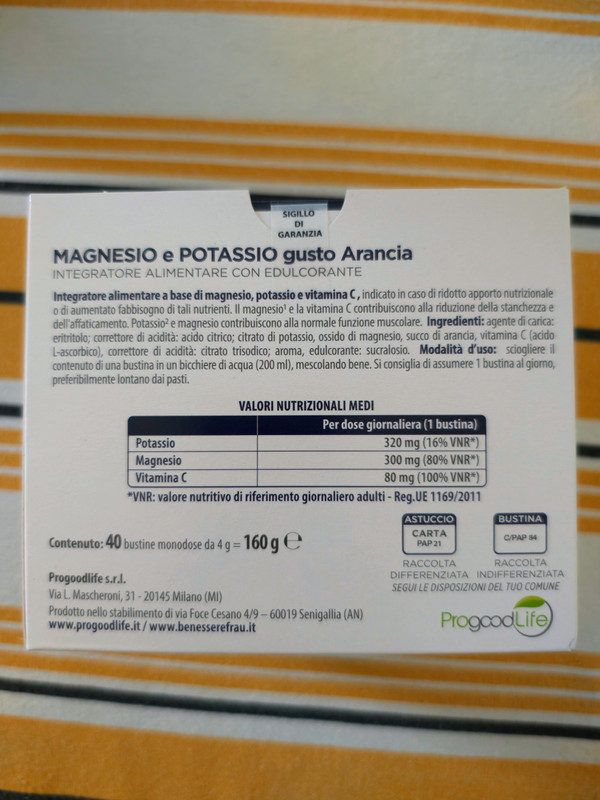 SIGILLO
DI
GARANZIA
MAGNESIO e POTASSIO gusto Arancia
INTEGRATORE ALIMENTARE CON EDULCORANTE
Integratore alimentare a base di magnesio, potassio e vitamina C, indicato in caso di ridotto apporto nutrizionale
o di aumentato fabbisogno di tali nutrienti. Il magnesio¹ e la vitamina C contribuiscono alla riduzione della stanchezza e
dell'affaticamento. Potassio² e magnesio contribuiscono alla normale funzione muscolare. Ingredienti: agente di carica:
eritritolo; correttore di acidità: acido citrico; citrato di potassio, ossido di magnesio, succo di arancia, vitamina C (acido
L-ascorbico), correttore di acidità: citrato trisodico; aroma, edulcorante: sucralosio. Modalità d'uso: sciogliere il
contenuto di una bustina in un bicchiere di acqua (200 ml), mescolando bene. Si consiglia di assumere 1 bustina al giorno,
preferibilmente lontano dai pasti.
VALORI NUTRIZIONALI MEDI
Per dose giornaliera (1 bustina)
Potassio 320 mg (16% VNR*)
Magnesio 300 mg (80% VNR*)
Vitamina C 80 mg (100% VNR*)
*VNR: valore nutritivo di riferimento giornaliero adulti - Reg.UE 1169/2011
Contenuto: 40 bustine monodose da 4 g = 160 g ℮
ASTUCCIO
CARTA
PAP 21
RACCOLTA
DIFFERENZIATA
BUSTINA
C/PAP 84
RACCOLTA
INDIFFERENZIATA
SEGUI LE DISPOSIZIONI DEL TUO COMUNE
Progoodlife s.r.l.
Via L. Mascheroni, 31 - 20145 Milano (MI)
Prodotto nello stabilimento di via Foce Cesano 4/9 – 60019 Senigallia (AN)
www.progoodlife.it / www.benesserefrau.it
ProgoodLife